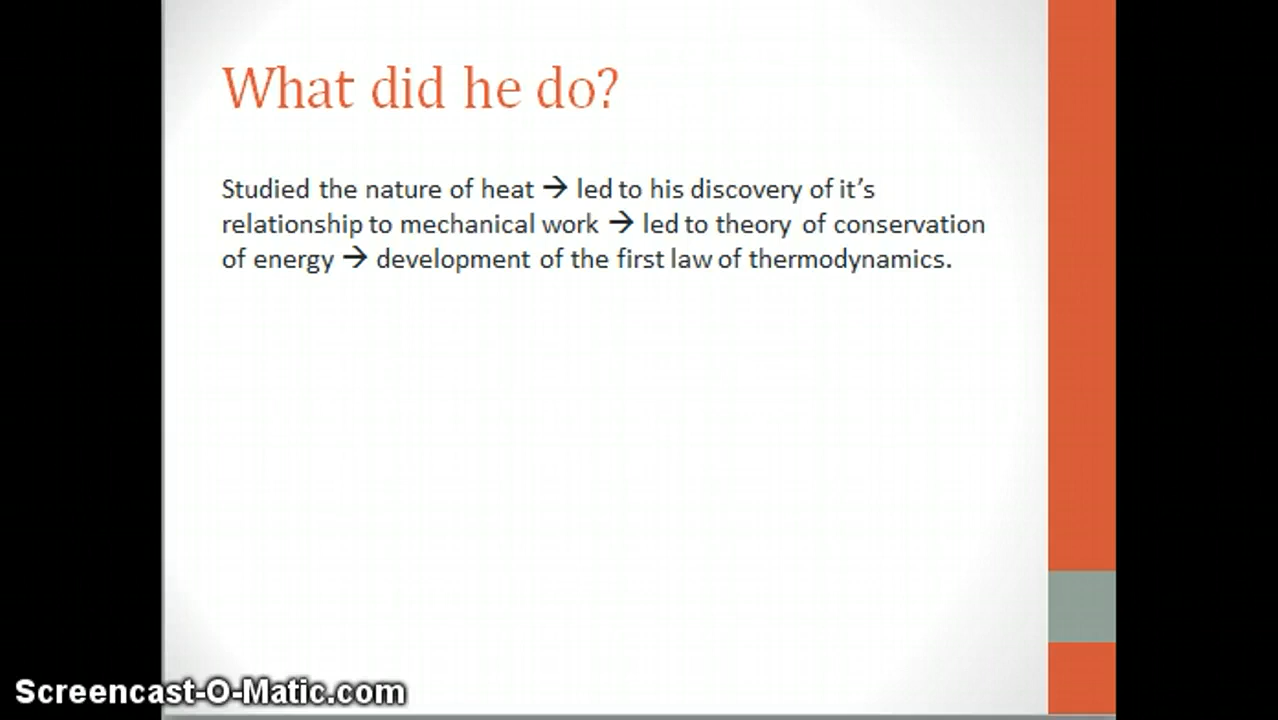 What did he do?
Studied the nature of heat → led to his discovery of it’s
relationship to mechanical work → led to theory of conservation
of energy → development of the first law of thermodynamics.
Screencast-O-Matic.com